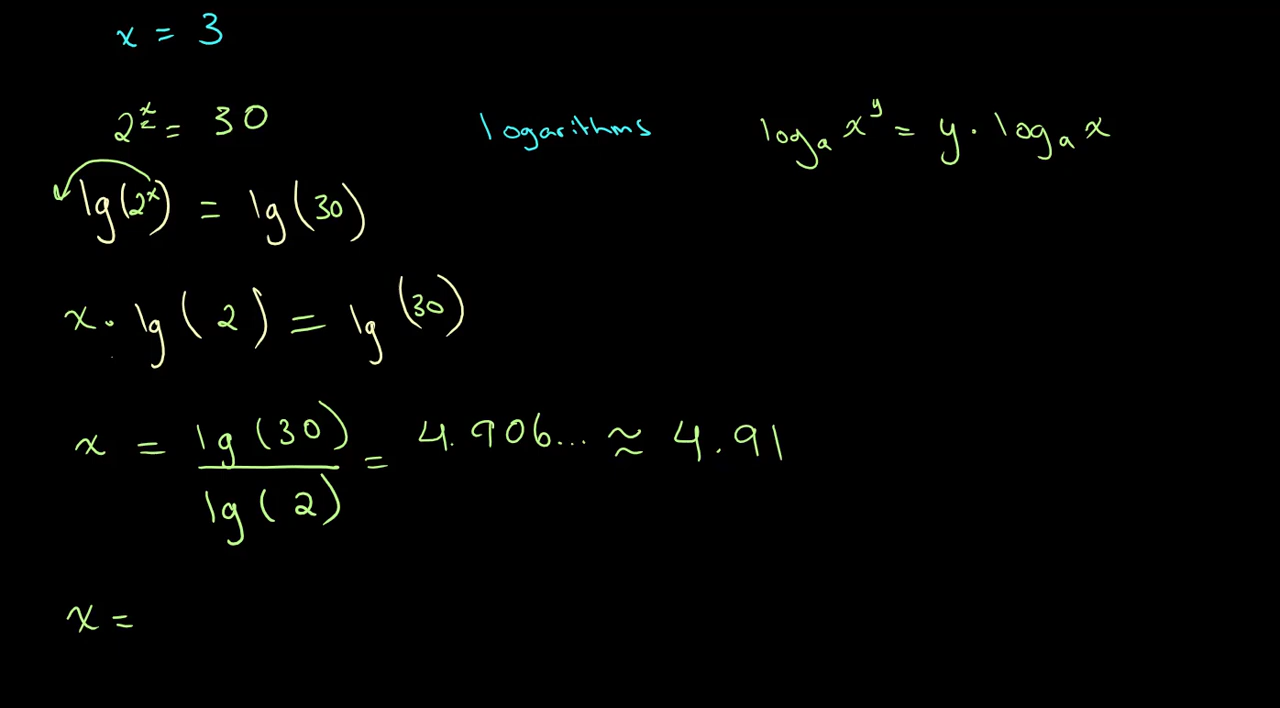 x = 3
2^x = 30
logarithms
log_a x^y = y · log_a x
lg(2^x) = lg(30)
x · lg(2) = lg(30)
x = lg(30)/lg(2) = 4.906... ≈ 4.91
x =